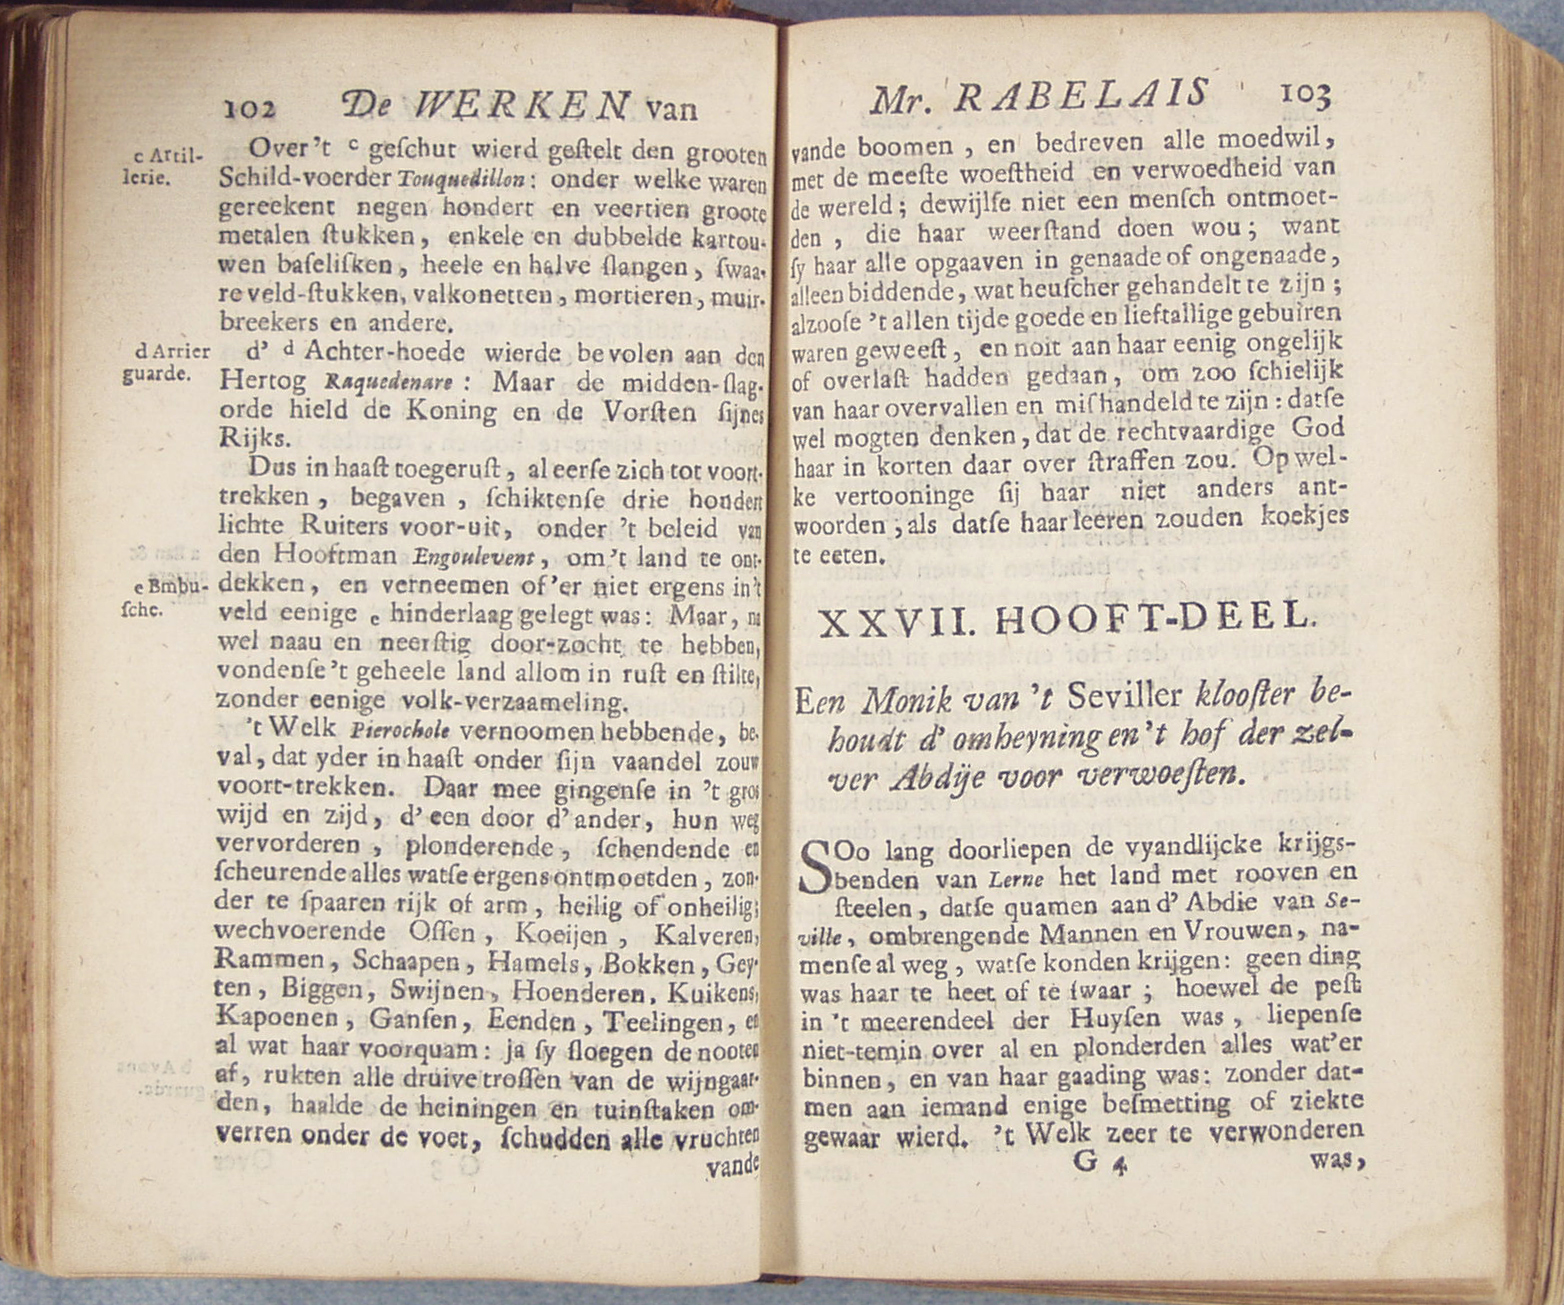 102 De WERKEN van
c Artil-
lerie.
Over 't c geſchut wierd geſtelt den grooten
Schild-voerder Touquedillon: onder welke waren
gereekent negen hondert en veertien groote
metalen ſtukken, enkele en dubbelde kartou-
wen baſeliſken, heele en halve ſlangen, ſwaa-
re veld-ſtukken, valkonetten, mortieren, muir-
breekers en andere.
d Arrier
guarde.
d' d Achter-hoede wierde bevolen aan den
Hertog Raquedenare: Maar de midden-ſlag-
orde hield de Koning en de Vorſten ſijnes
Rijks.
Dus in haaſt toegeruſt, al eerſe zich tot voort-
trekken, begaven, ſchiktenſe drie hondert
lichte Ruiters voor-uit, onder 't beleid van
den Hooftman Engoulevent, om 't land te ont-
e Embu-
ſche.
dekken, en verneemen of 'er niet ergens in 't
veld eenige e hinderlaag gelegt was: Maar, na
wel naau en neerſtig door-zocht te hebben,
vondenſe 't geheele land allom in ruſt en ſtilte,
zonder eenige volk-verzaameling.
't Welk Pierochole vernoomen hebbende, be-
val, dat yder in haaſt onder ſijn vaandel zouw
voort-trekken. Daar mee gingenſe in 't gros
wijd en zijd, d' een door d' ander, hun weg
vervorderen, plonderende, ſchendende en
ſcheurende alles watſe ergens ontmoetden, zon-
der te ſpaaren rijk of arm, heilig of onheilig;
wechvoerende Oſſen, Koeijen, Kalveren,
Rammen, Schaapen, Hamels, Bokken, Gey-
ten, Biggen, Swijnen, Hoenderen, Kuikens,
Kapoenen, Ganſen, Eenden, Teelingen, en
al wat haar voorquam: ja ſy ſloegen de nooten
af, rukten alle druivetroſſen van de wijngaar-
den, haalde de heiningen en tuinſtaken om-
verren onder de voet, ſchudden alle vruchten
vande
Mr. RABELAIS 103
vande boomen, en bedreven alle moedwil,
met de meeſte woeſtheid en verwoedheid van
de wereld; dewijlſe niet een menſch ontmoet-
den, die haar weerſtand doen wou; want
ſy haar alle opgaaven in genaade of ongenaade,
alleen biddende, wat heuſcher gehandelt te zijn;
alzooſe 't allen tijde goede en lieftallige gebuiren
waren geweeſt, en noit aan haar eenig ongelijk
of overlaſt hadden gedaan, om zoo ſchielijk
van haar overvallen en miſhandeld te zijn: datſe
wel mogten denken, dat de rechtvaardige God
haar in korten daar over ſtraffen zou. Op wel-
ke vertooninge ſij haar niet anders ant-
woorden, als datſe haar leeren zouden koekjes
te eeten.
XXVII. HOOFT-DEEL.
Een Monik van 't Seviller klooſter be-
houdt d' omheyning en 't hof der zel-
ver Abdije voor verwoeſten.
SOo lang doorliepen de vyandlijcke krijgs-
benden van Lerne het land met rooven en
ſteelen, datſe quamen aan d' Abdie van Se-
ville, ombrengende Mannen en Vrouwen, na-
menſe al weg, watſe konden krijgen: geen ding
was haar te heet of te ſwaar; hoewel de peſt
in 't meerendeel der Huyſen was, liepenſe
niet-temin over al en plonderden alles wat'er
binnen, en van haar gaading was: zonder dat-
men aan iemand enige beſmetting of ziekte
gewaar wierd. 't Welk zeer te verwonderen
G 4 was,